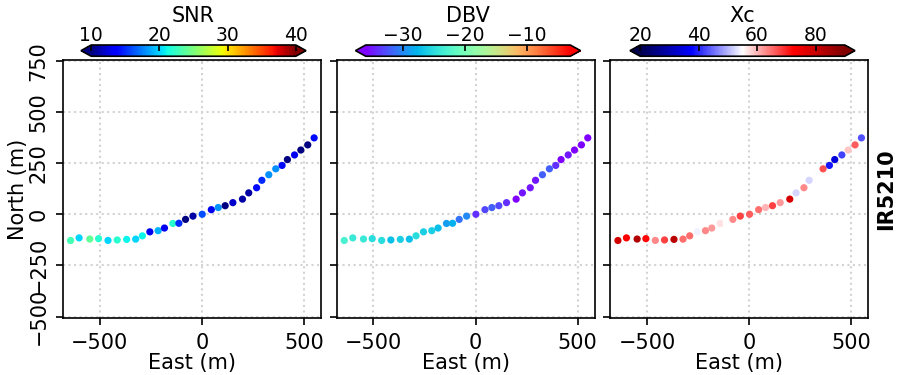 SNR DBV Xc
10 20 30 40 −30 −20 −10 20 40 60 80
750
500
250
0
−250
−500
North (m)
IR5210
−500 0 500 −500 0 500 −500 0 500
East (m) East (m) East (m)